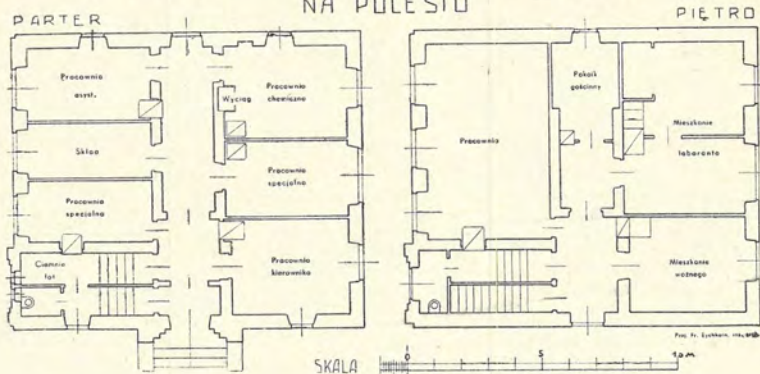 NA POLESIU
PARTER
PIĘTRO
Pracownia
asyst.
Wyciąg
Pracownia
chemiczna
Skład
Pracownia
specjalna
Pracownia
specjalna
Ciemnia
fot.
Pracownia
kierownika
Pracownia
Pokoik
gościnny
Mieszkanie
laboranta
Mieszkanie
woźnego
SKALA
0
5
10 M.